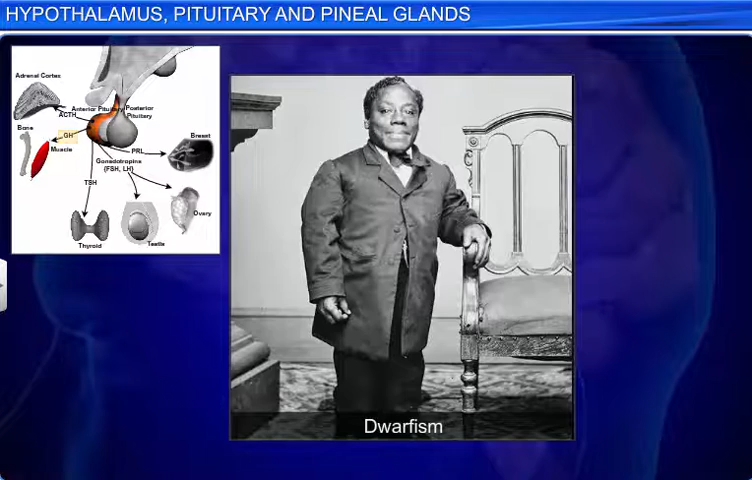 HYPOTHALAMUS, PITUITARY AND PINEAL GLANDS
Adrenal Cortex
Anterior Pituitary
Posterior
Pituitary
ACTH
Bone
GH
Muscle
PRL
Breast
Gonadotropins
(FSH, LH)
TSH
Ovary
Thyroid
Testis
Dwarfism